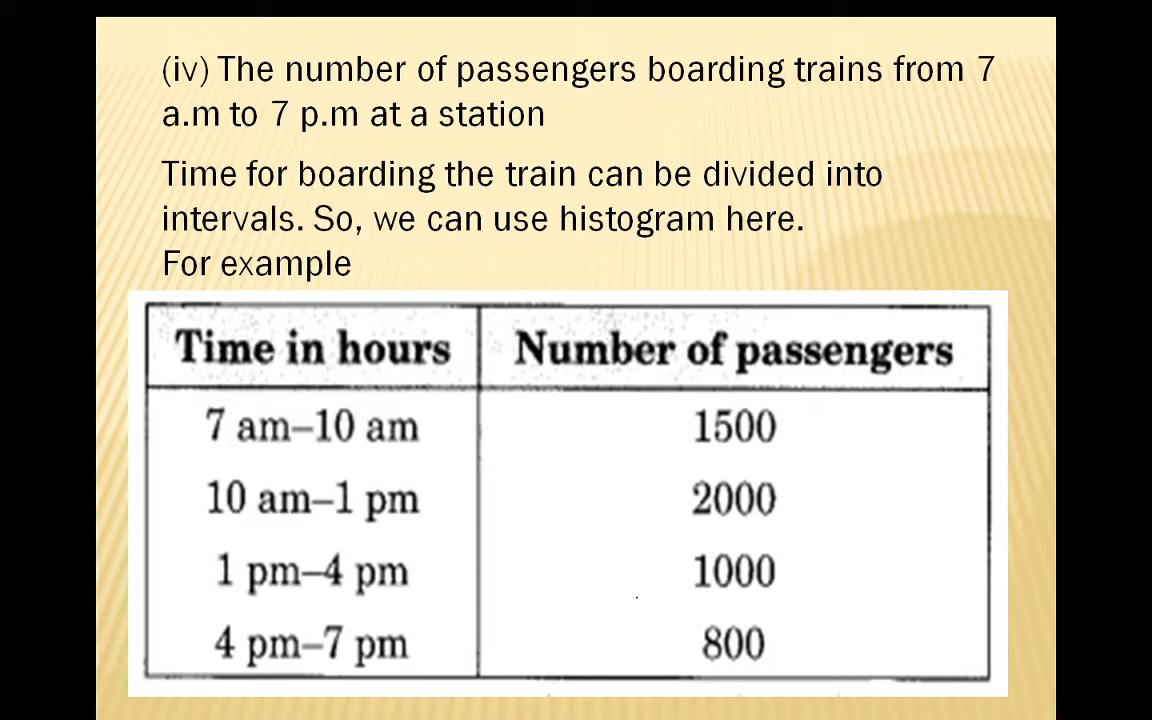 (iv) The number of passengers boarding trains from 7
a.m to 7 p.m at a station
Time for boarding the train can be divided into
intervals. So, we can use histogram here.
For example
Time in hours Number of passengers
7 am–10 am 1500
10 am–1 pm 2000
1 pm–4 pm 1000
4 pm–7 pm 800